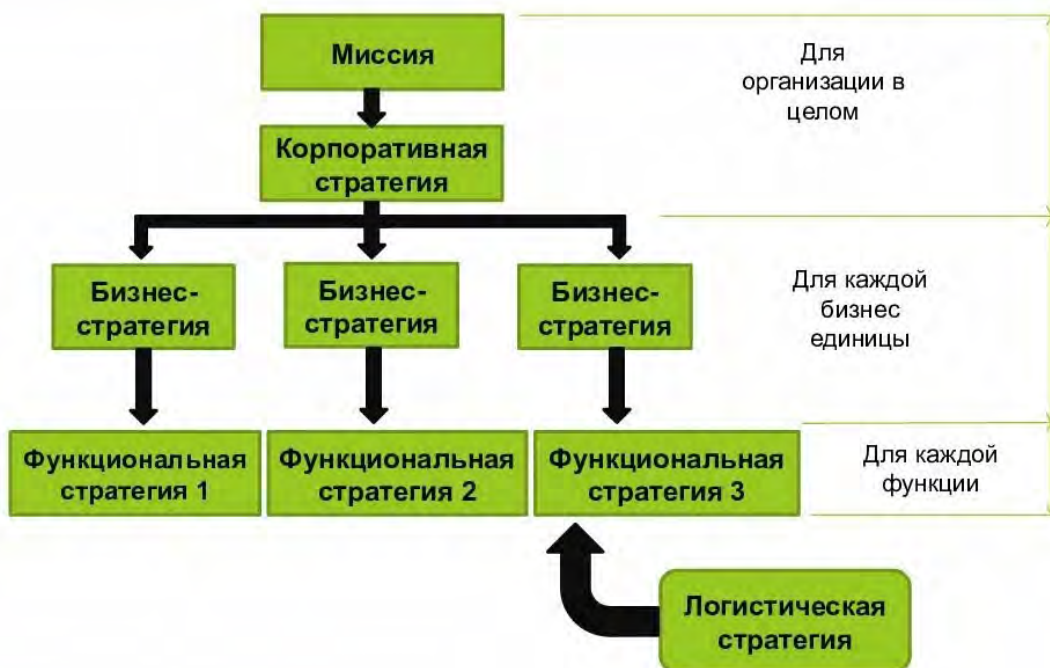 Миссия
Для
организации в
целом
Корпоративная
стратегия
Бизнес-
стратегия
Бизнес-
стратегия
Бизнес-
стратегия
Для каждой
бизнес
единицы
Функциональная
стратегия 1
Функциональная
стратегия 2
Функциональная
стратегия 3
Для каждой
функции
Логистическая
стратегия